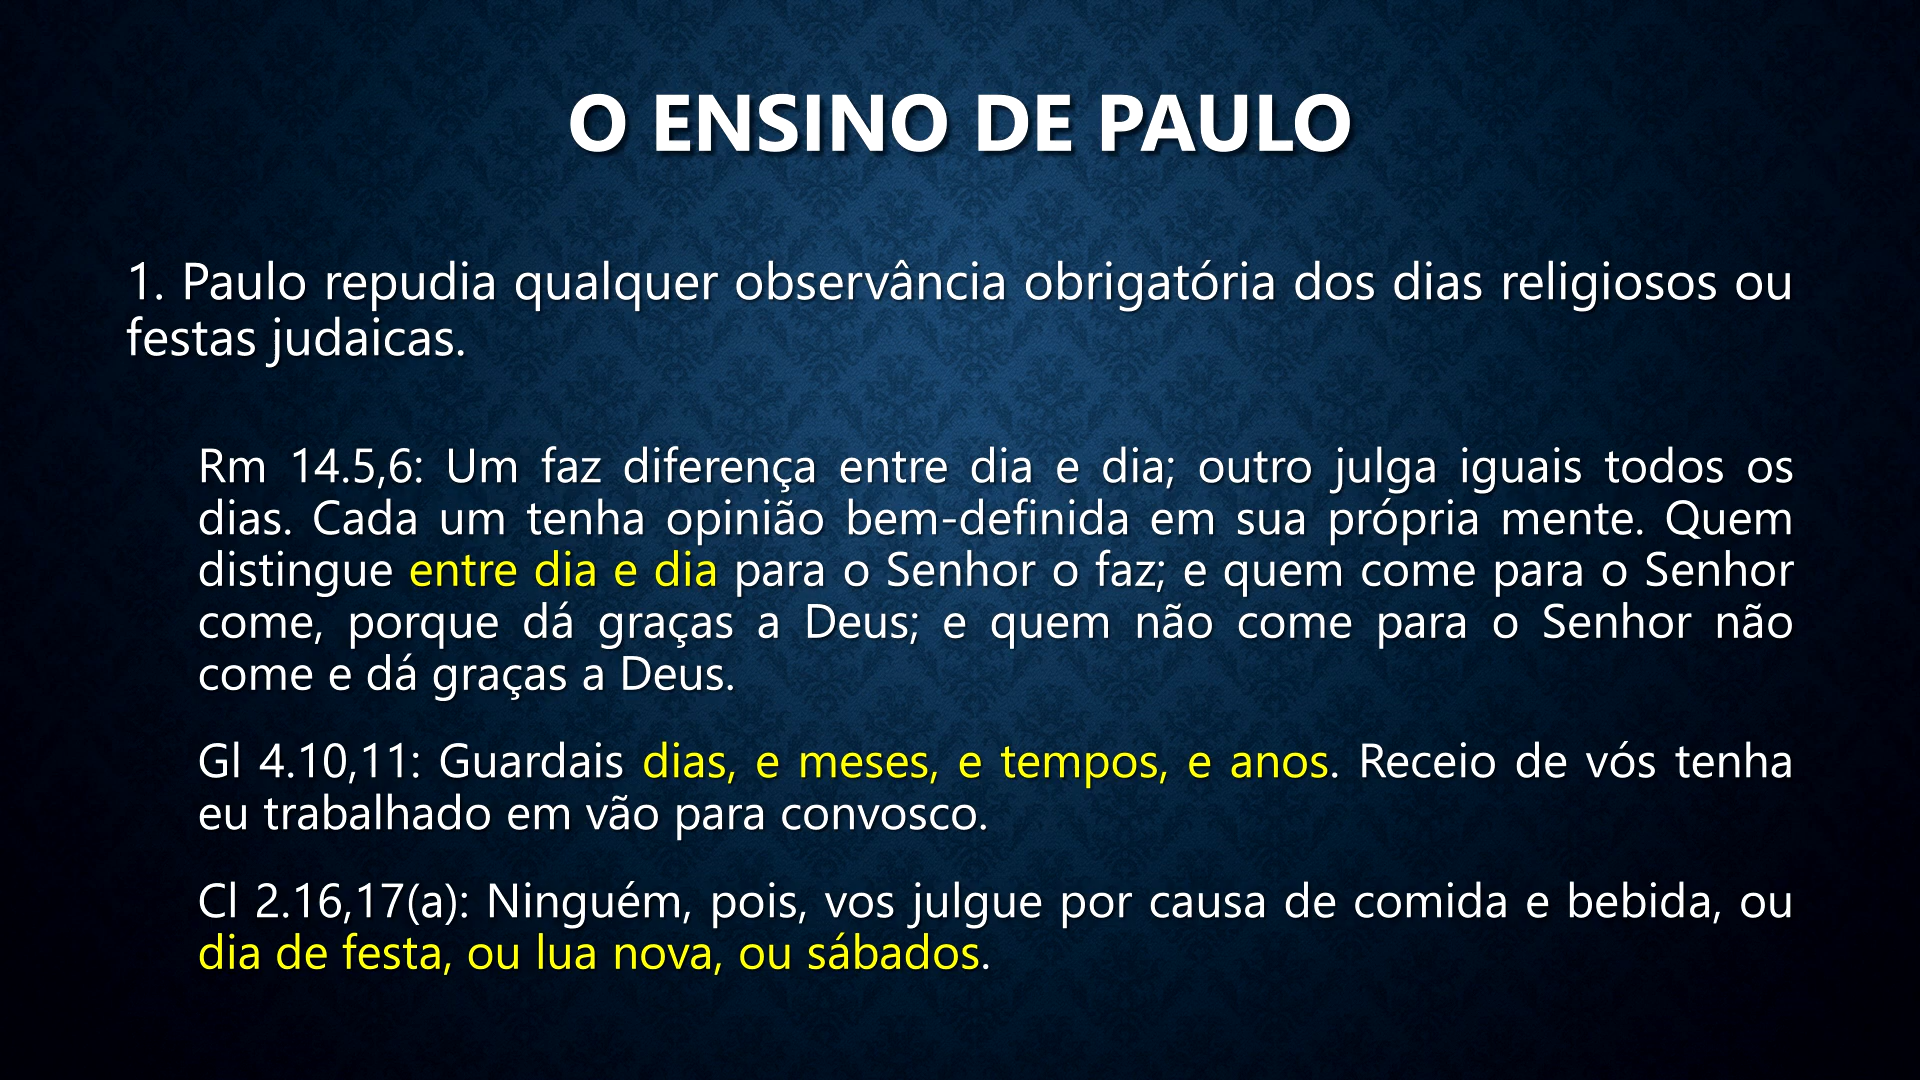 O ENSINO DE PAULO
1. Paulo repudia qualquer observância obrigatória dos dias religiosos ou
festas judaicas.
Rm 14.5,6: Um faz diferença entre dia e dia; outro julga iguais todos os
dias. Cada um tenha opinião bem-definida em sua própria mente. Quem
distingue entre dia e dia para o Senhor o faz; e quem come para o Senhor
come, porque dá graças a Deus; e quem não come para o Senhor não
come e dá graças a Deus.
Gl 4.10,11: Guardais dias, e meses, e tempos, e anos. Receio de vós tenha
eu trabalhado em vão para convosco.
Cl 2.16,17(a): Ninguém, pois, vos julgue por causa de comida e bebida, ou
dia de festa, ou lua nova, ou sábados.